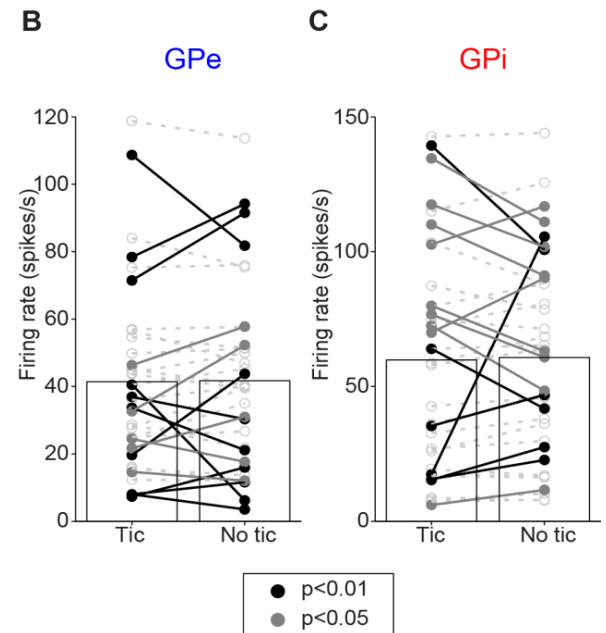 B
GPe
Firing rate (spikes/s)
120
100
80
60
40
20
0
Tic
No tic
C
GPi
Firing rate (spikes/s)
150
100
50
0
Tic
No tic
p<0.01
p<0.05